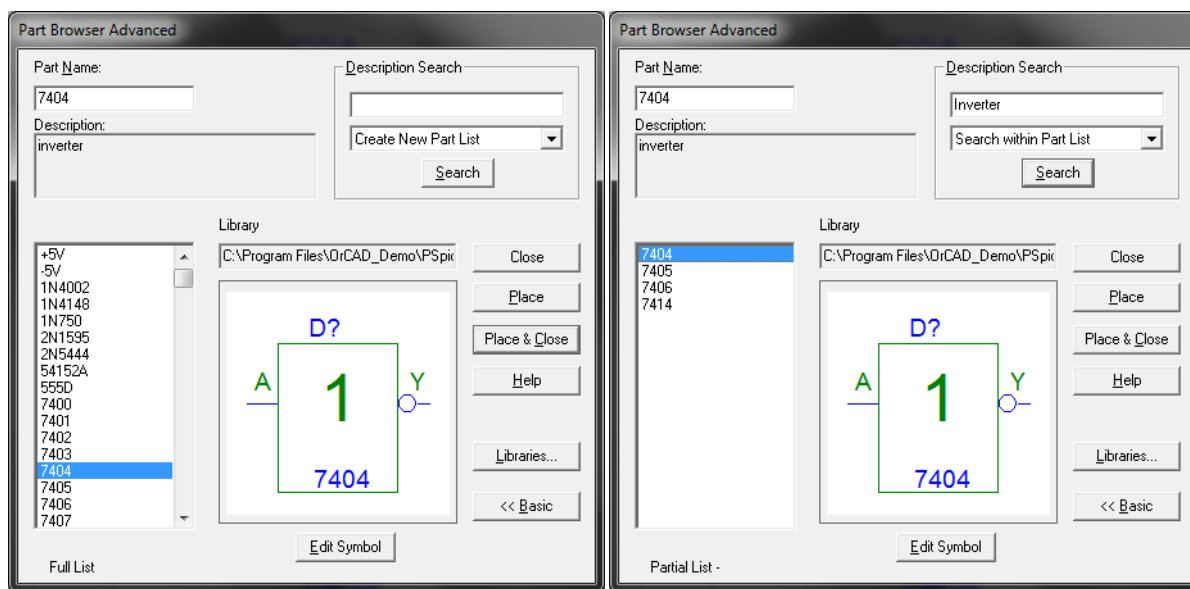 Part Browser Advanced
Part Name:
7404
Description:
inverter
Description Search
Create New Part List
Search
+5V
-5V
1N4002
1N4148
1N750
2N1595
2N5444
54152A
555D
7400
7401
7402
7403
7404
7405
7406
7407
Full List
Library
C:\Program Files\OrCAD_Demo\PSpic
D?
A
1
Y
7404
Edit Symbol
Close
Place
Place & Close
Help
Libraries...
<< Basic
Part Browser Advanced
Part Name:
7404
Description:
inverter
Description Search
Inverter
Search within Part List
Search
7404
7405
7406
7414
Partial List -
Library
C:\Program Files\OrCAD_Demo\PSpic
D?
A
1
Y
7404
Edit Symbol
Close
Place
Place & Close
Help
Libraries...
<< Basic